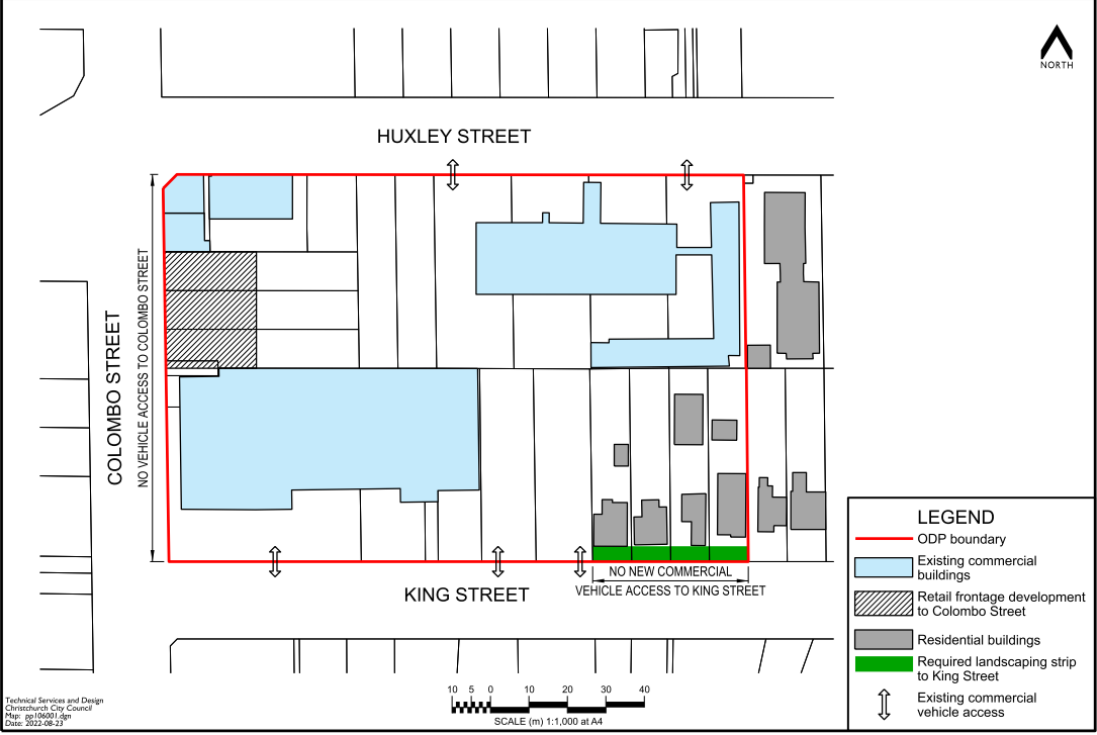 NORTH
HUXLEY STREET
COLOMBO STREET
NO VEHICLE ACCESS TO COLOMBO STREET
NO NEW COMMERCIAL
VEHICLE ACCESS TO KING STREET
KING STREET
LEGEND
ODP boundary
Existing commercial
buildings
Retail frontage development
to Colombo Street
Residential buildings
Required landscaping strip
to King Street
Existing commercial
vehicle access
10 5 0 10 20 30 40
SCALE (m) 1:1,000 at A4
Technical Services and Design
Christchurch City Council
Map: pp106001.dgn
Date: 2022-08-23